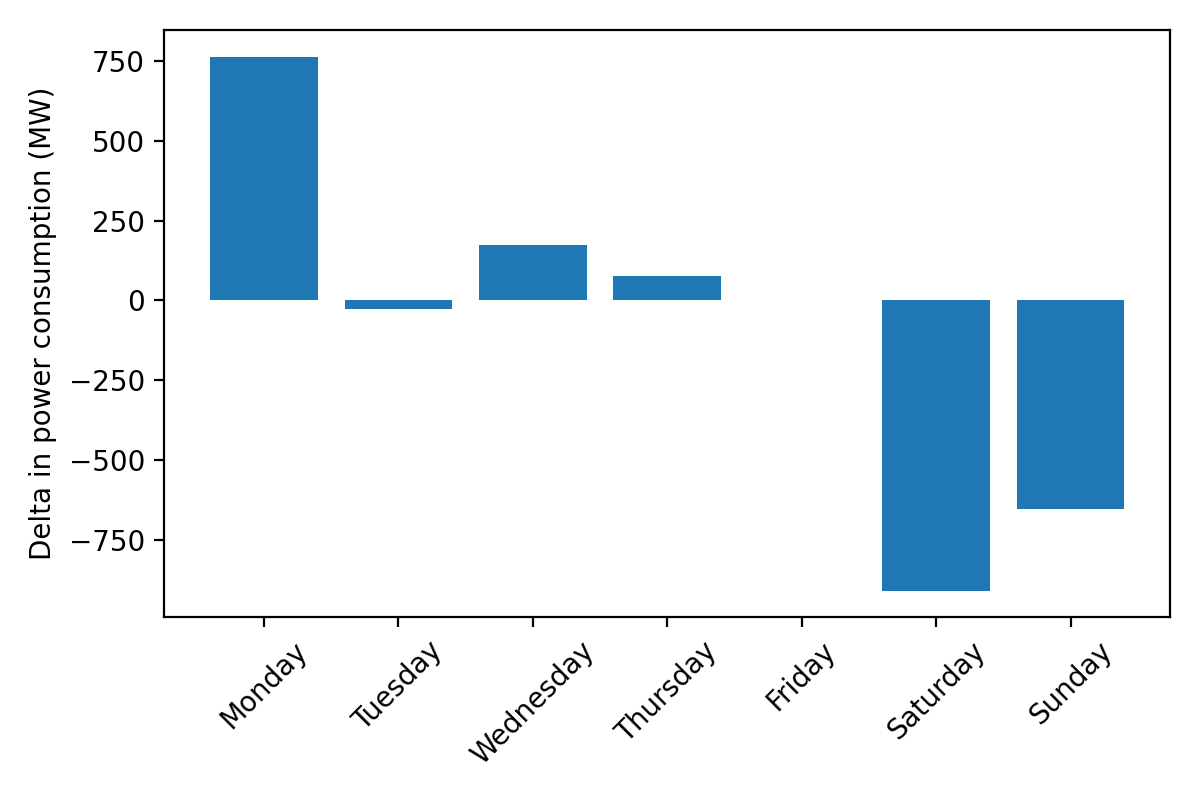 Delta in power consumption (MW)
750
500
250
0
−250
−500
−750
Monday
Tuesday
Wednesday
Thursday
Friday
Saturday
Sunday